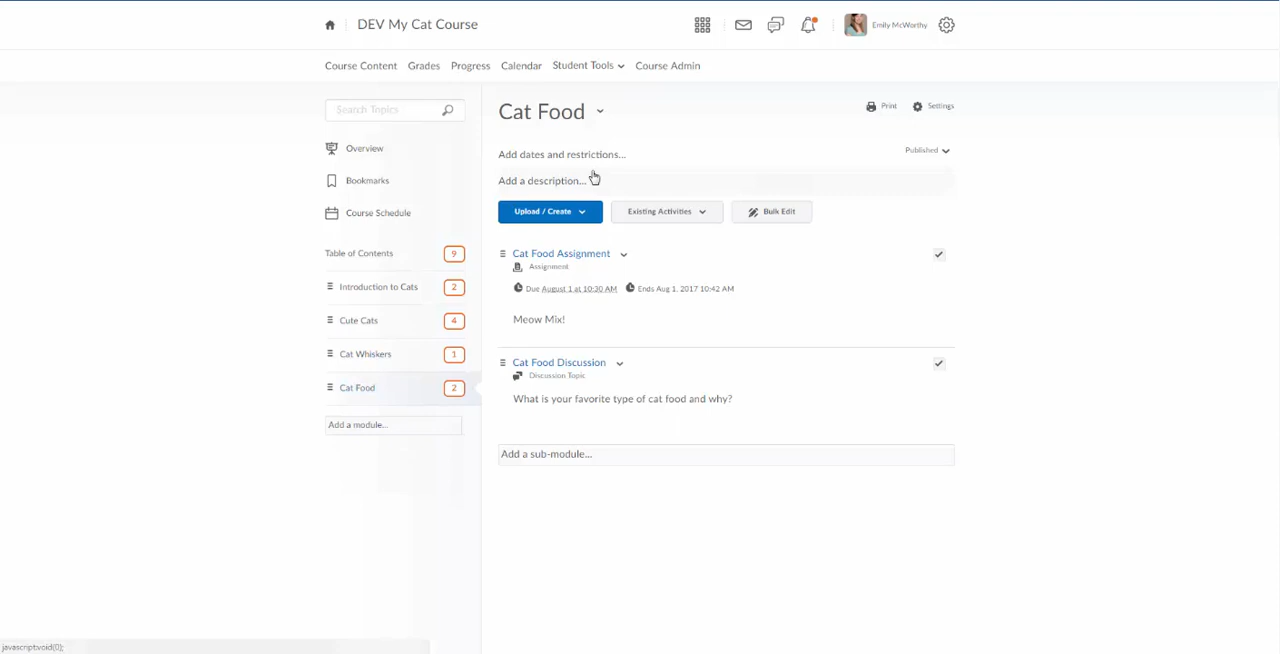 DEV My Cat Course
Emily McWorthy
Course Content Grades Progress Calendar Student Tools Course Admin
Search Topics
Overview
Bookmarks
Course Schedule
Table of Contents 9
Introduction to Cats 2
Cute Cats 4
Cat Whiskers 1
Cat Food 2
Add a module...
Cat Food
Print Settings
Add dates and restrictions...
Published
Add a description...
Upload / Create Existing Activities Bulk Edit
Cat Food Assignment
Assignment
Due August 1 at 10:30 AM Ends Aug 1, 2017 10:42 AM
Meow Mix!
Cat Food Discussion
Discussion Topic
What is your favorite type of cat food and why?
Add a sub-module...
javascript:void(0);